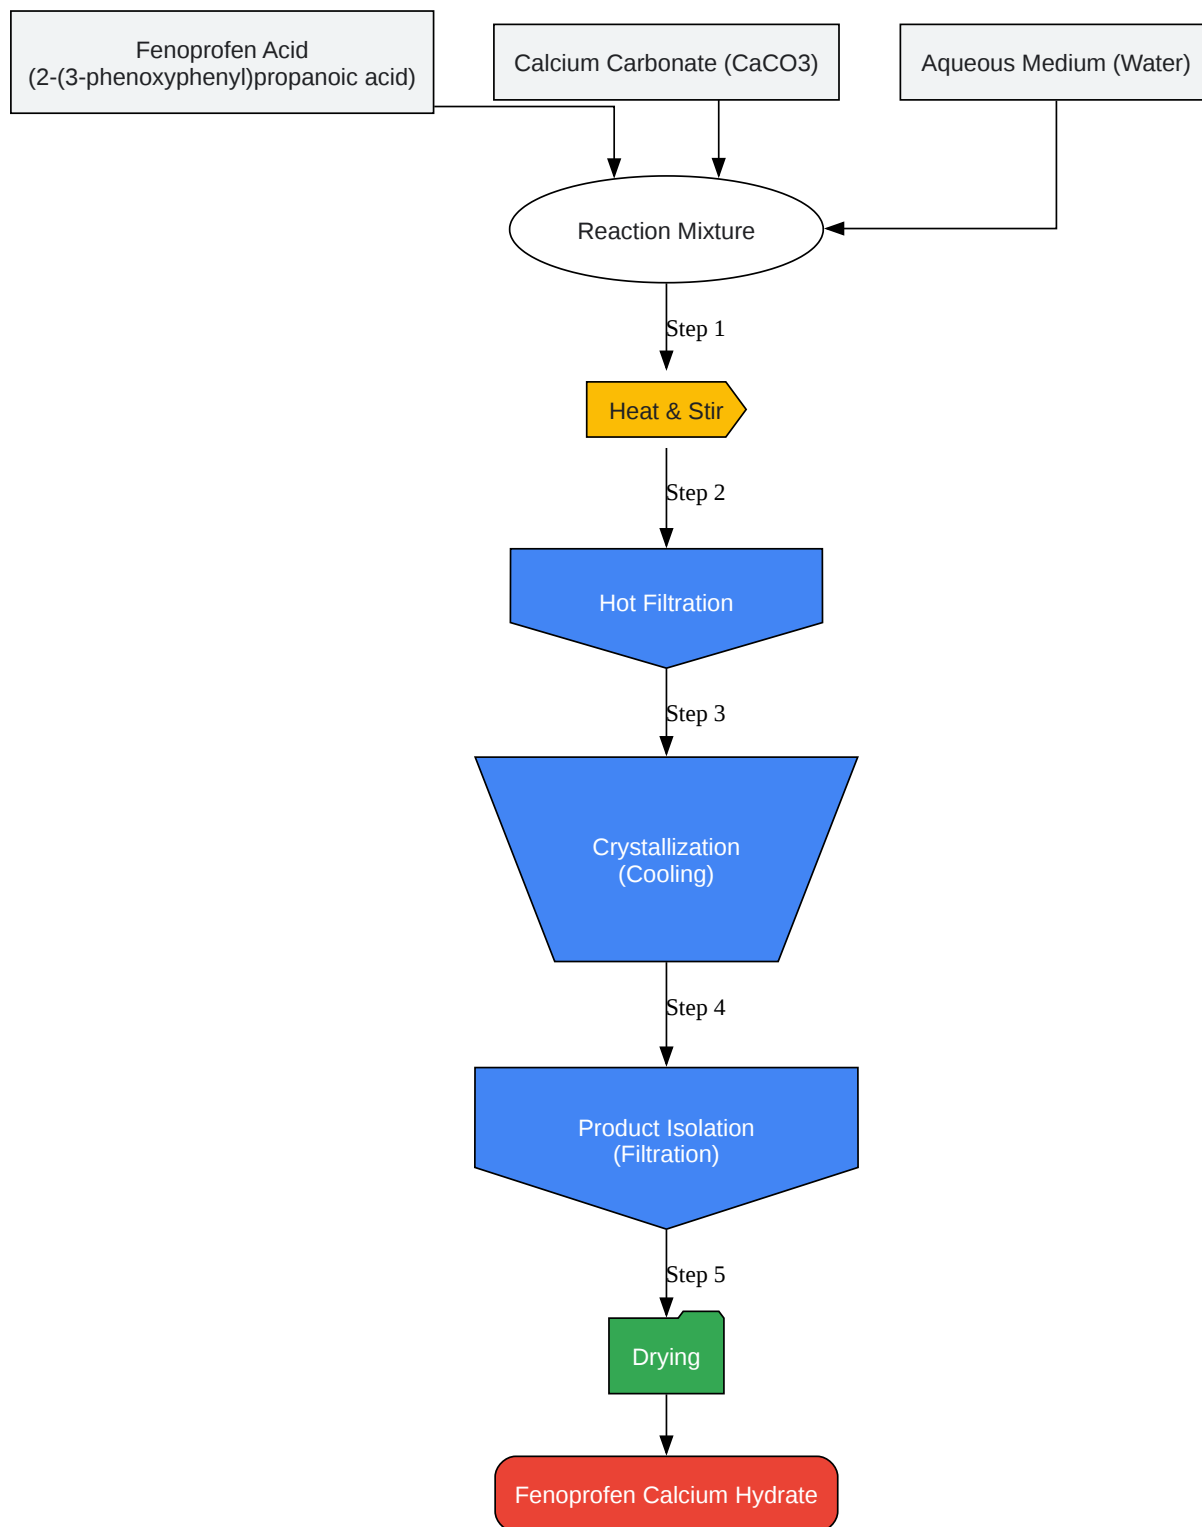 Fenoprofen Acid
(2-(3-phenoxyphenyl)propanoic acid)
Calcium Carbonate (CaCO3)
Aqueous Medium (Water)
Reaction Mixture
Step 1
Heat & Stir
Step 2
Hot Filtration
Step 3
Crystallization
(Cooling)
Step 4
Product Isolation
(Filtration)
Step 5
Drying
Fenoprofen Calcium Hydrate